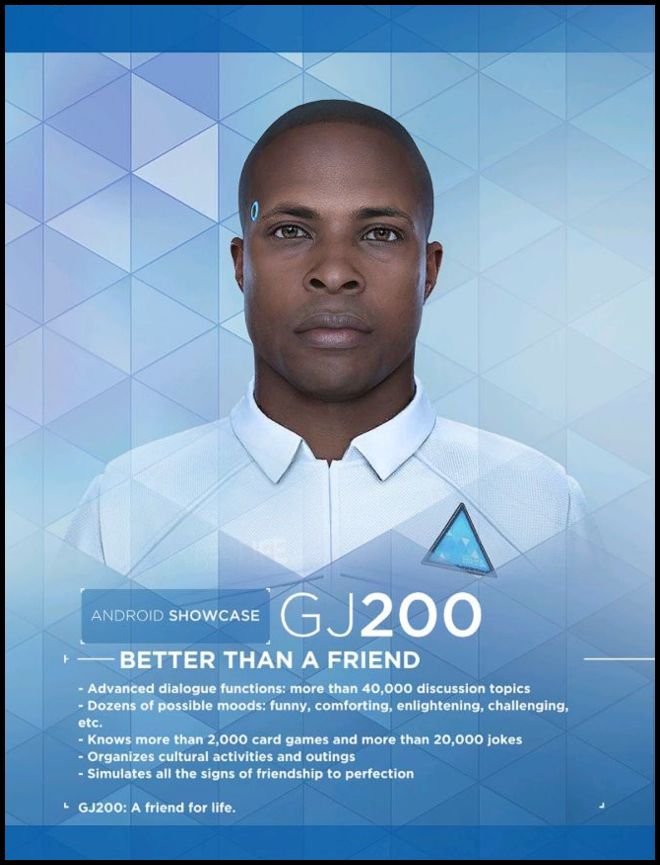 ANDROID SHOWCASE GJ200
BETTER THAN A FRIEND
- Advanced dialogue functions: more than 40,000 discussion topics
- Dozens of possible moods: funny, comforting, enlightening, challenging,
etc.
- Knows more than 2,000 card games and more than 20,000 jokes
- Organizes cultural activities and outings
- Simulates all the signs of friendship to perfection
GJ200: A friend for life.